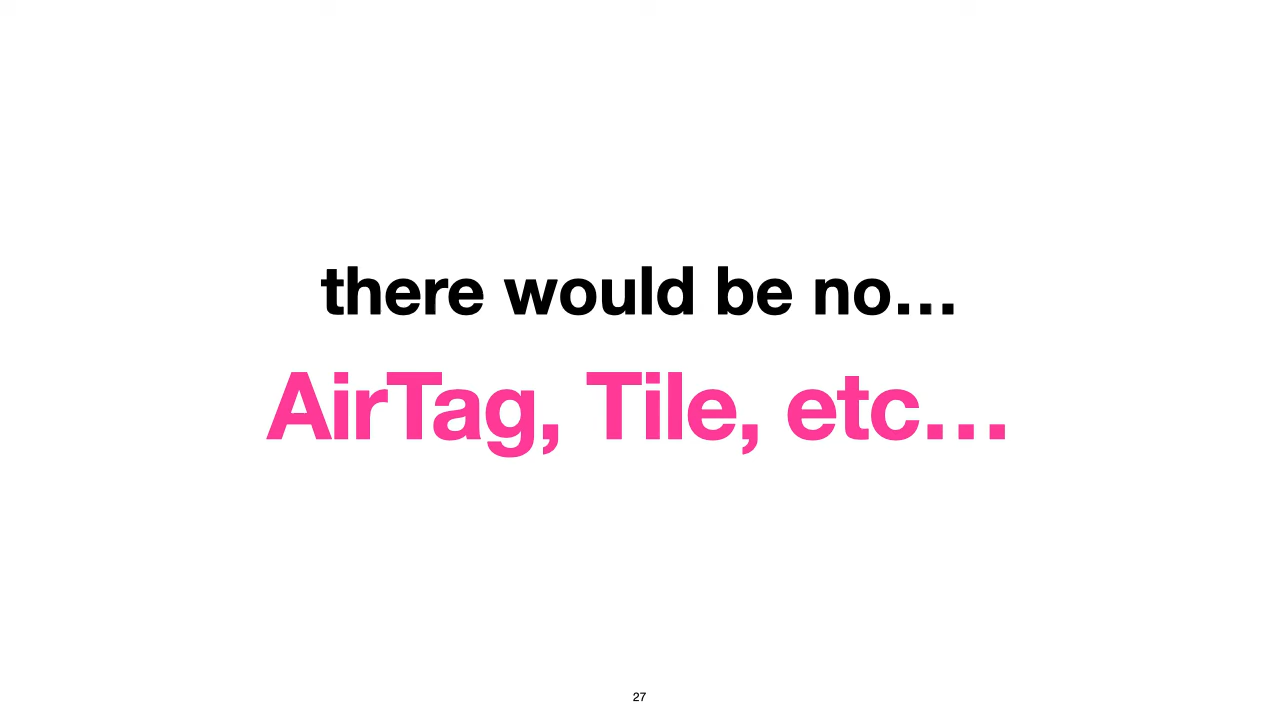 there would be no…
AirTag, Tile, etc…
27